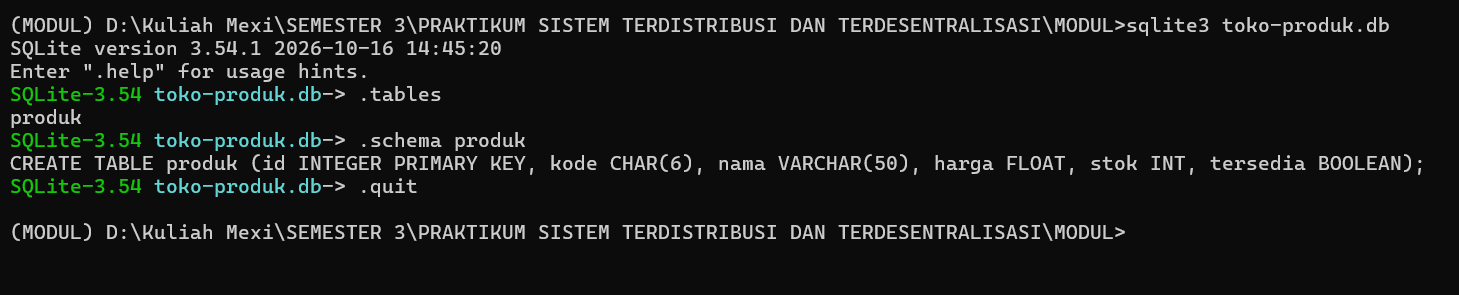 (MODUL) D:\Kuliah Mexi\SEMESTER 3\PRAKTIKUM SISTEM TERDISTRIBUSI DAN TERDESENTRALISASI\MODUL>sqlite3 toko-produk.db
SQLite version 3.54.1 2026-10-16 14:45:20
Enter ".help" for usage hints.
SQLite-3.54 toko-produk.db-> .tables
produk
SQLite-3.54 toko-produk.db-> .schema produk
CREATE TABLE produk (id INTEGER PRIMARY KEY, kode CHAR(6), nama VARCHAR(50), harga FLOAT, stok INT, tersedia BOOLEAN);
SQLite-3.54 toko-produk.db-> .quit
(MODUL) D:\Kuliah Mexi\SEMESTER 3\PRAKTIKUM SISTEM TERDISTRIBUSI DAN TERDESENTRALISASI\MODUL>